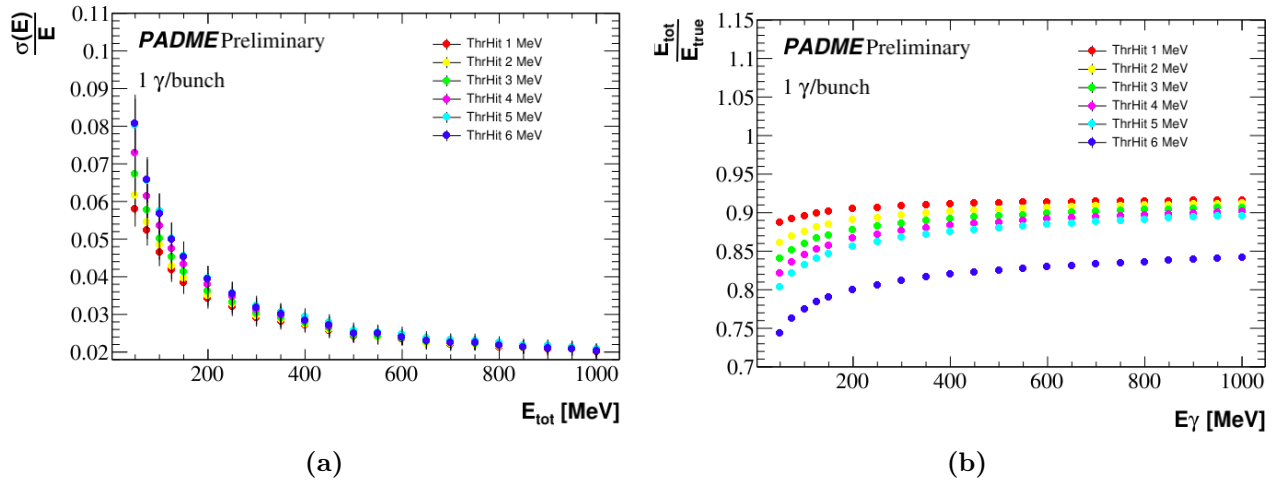 σ(E)
E
0.11
0.1
0.09
0.08
0.07
0.06
0.05
0.04
0.03
0.02
PADME Preliminary
1 γ/bunch
ThrHit 1 MeV
ThrHit 2 MeV
ThrHit 3 MeV
ThrHit 4 MeV
ThrHit 5 MeV
ThrHit 6 MeV
200 400 600 800 1000
E_tot [MeV]
(a)
E_tot
E_true
1.15
1.1
1.05
1
0.95
0.9
0.85
0.8
0.75
0.7
PADME Preliminary
1 γ/bunch
ThrHit 1 MeV
ThrHit 2 MeV
ThrHit 3 MeV
ThrHit 4 MeV
ThrHit 5 MeV
ThrHit 6 MeV
200 400 600 800 1000
Eγ [MeV]
(b)